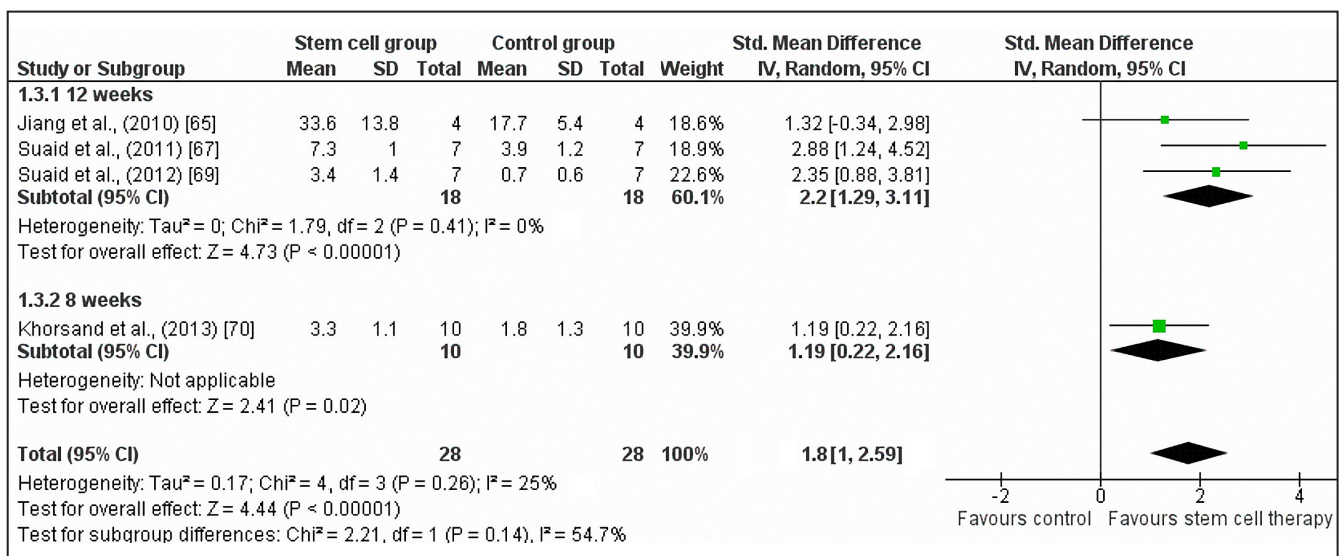 Stem cell group Control group Std. Mean Difference Std. Mean Difference
Study or Subgroup Mean SD Total Mean SD Total Weight IV, Random, 95% CI IV, Random, 95% CI
1.3.1 12 weeks
Jiang et al., (2010) [65] 33.6 13.8 4 17.7 5.4 4 18.6% 1.32 [-0.34, 2.98]
Suaid et al., (2011) [67] 7.3 1 7 3.9 1.2 7 18.9% 2.88 [1.24, 4.52]
Suaid et al., (2012) [69] 3.4 1.4 7 0.7 0.6 7 22.6% 2.35 [0.88, 3.81]
Subtotal (95% CI) 18 18 60.1% 2.2 [1.29, 3.11]
Heterogeneity: Tau² = 0; Chi² = 1.79, df = 2 (P = 0.41); I² = 0%
Test for overall effect: Z = 4.73 (P < 0.00001)
1.3.2 8 weeks
Khorsand et al., (2013) [70] 3.3 1.1 10 1.8 1.3 10 39.9% 1.19 [0.22, 2.16]
Subtotal (95% CI) 10 10 39.9% 1.19 [0.22, 2.16]
Heterogeneity: Not applicable
Test for overall effect: Z = 2.41 (P = 0.02)
Total (95% CI) 28 28 100% 1.8 [1, 2.59]
Heterogeneity: Tau² = 0.17; Chi² = 4, df = 3 (P = 0.26); I² = 25%
Test for overall effect: Z = 4.44 (P < 0.00001)
Test for subgroup differences: Chi² = 2.21, df = 1 (P = 0.14), I² = 54.7%
-2 0 2 4
Favours control Favours stem cell therapy